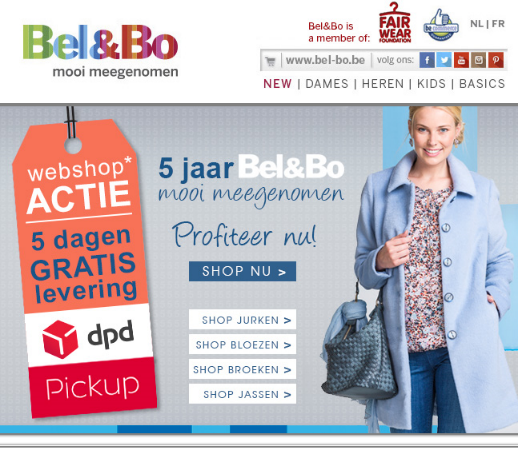 Bel&Bo
mooi meegenomen
Bel&Bo is
a member of:
FAIR
WEAR
FOUNDATION
NL | FR
www.bel-bo.be | volg ons:
NEW | DAMES | HEREN | KIDS | BASICS
webshop*
ACTIE
5 dagen
GRATIS
levering
dpd
Pickup
5 jaar Bel&Bo
mooi meegenomen
Profiteer nu!
SHOP NU >
SHOP JURKEN >
SHOP BLOEZEN >
SHOP BROEKEN >
SHOP JASSEN >